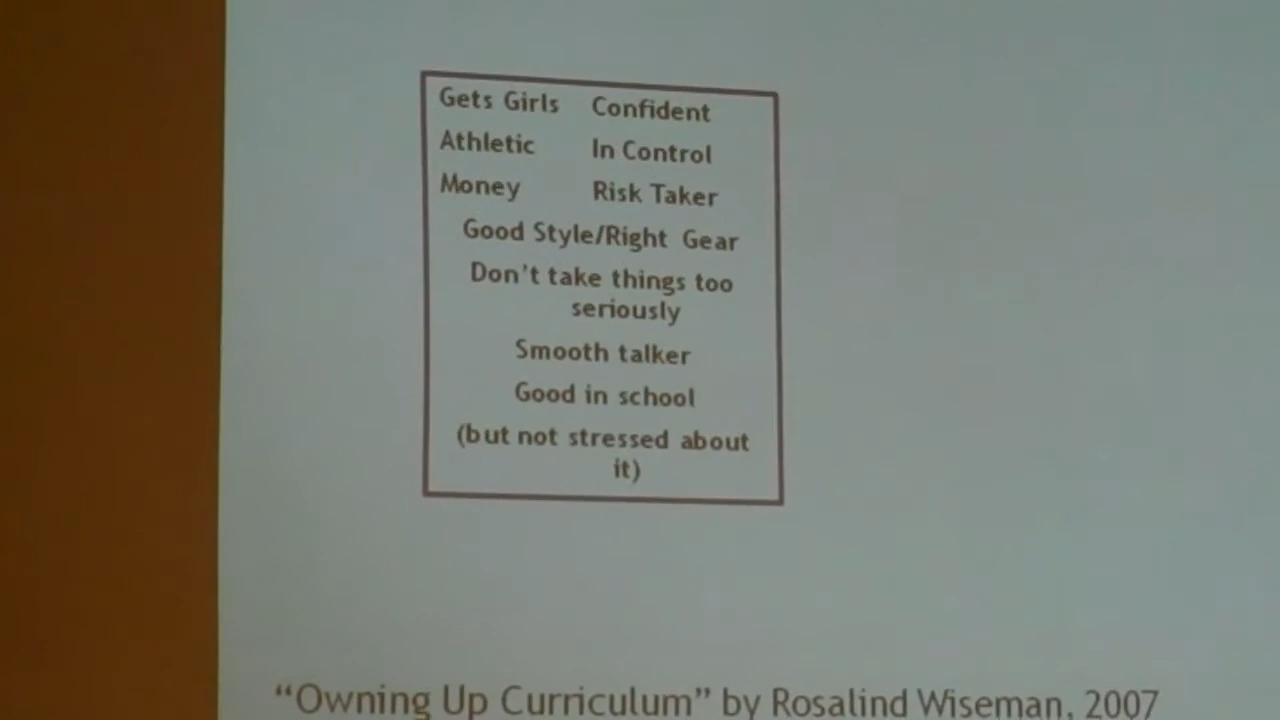 Gets Girls Confident
Athletic In Control
Money Risk Taker
Good Style/Right Gear
Don't take things too
seriously
Smooth talker
Good in school
(but not stressed about
it)
“Owning Up Curriculum” by Rosalind Wiseman, 2007